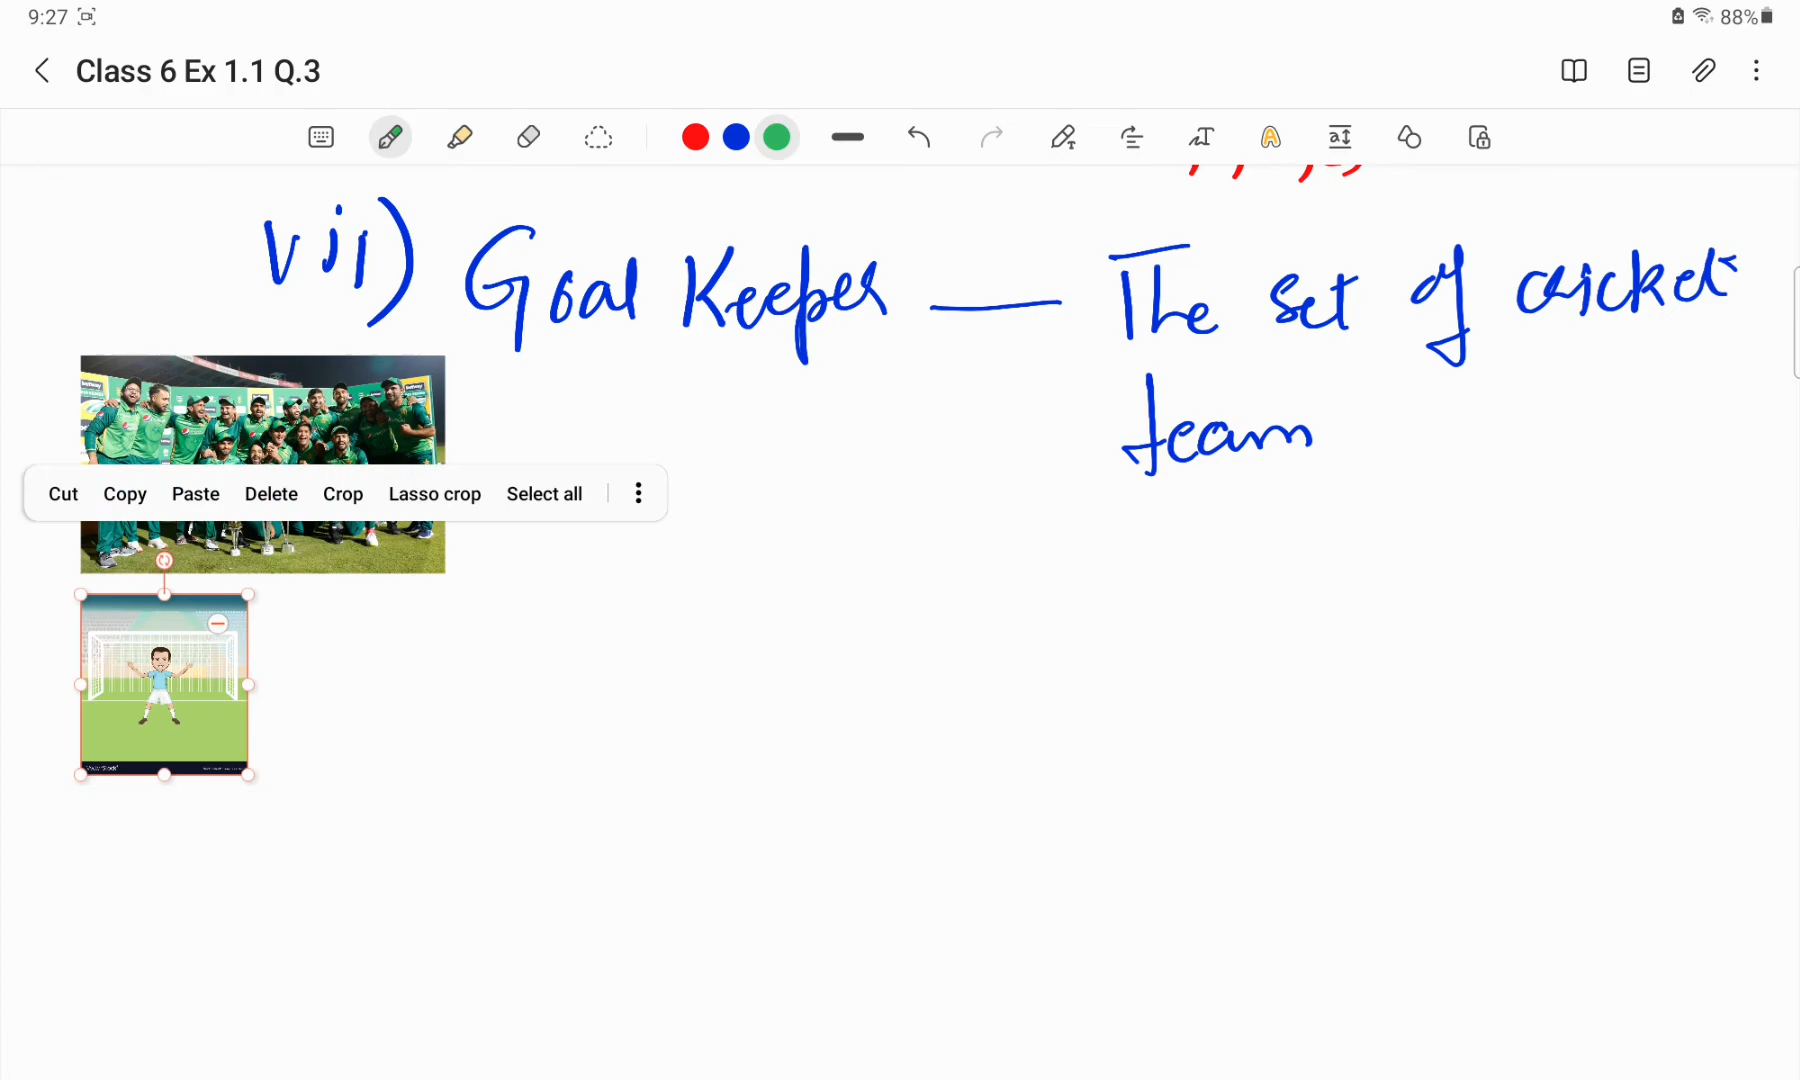 9:27
88%
Class 6 Ex 1.1 Q.3
vii) Goal Keeper — The set of cricket
team
Cut Copy Paste Delete Crop Lasso crop Select all